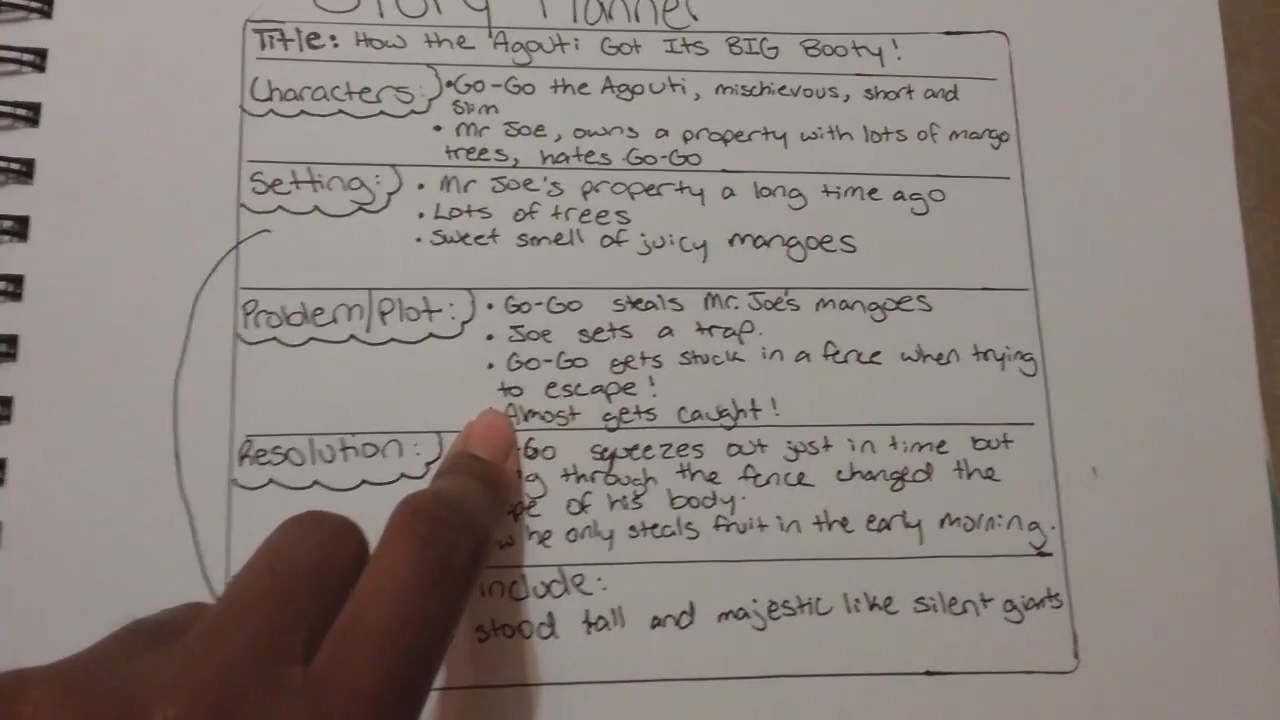 Story Planner
Title: How the Agouti Got Its BIG Booty!
Characters: • Go-Go the Agouti, mischievous, short and
slim
• Mr Joe, owns a property with lots of mango
trees, hates Go-Go
Setting: • Mr Joe's property a long time ago
• Lots of trees
• Sweet smell of juicy mangoes
Problem/Plot: • Go-Go steals Mr. Joe's mangoes
• Joe sets a trap.
• Go-Go gets stuck in a fence when trying
to escape!
Almost gets caught!
Resolution: Go squeezes out just in time but
through the fence changed the
of his body.
he only steals fruit in the early morning.
include:
stood tall and majestic like silent giants